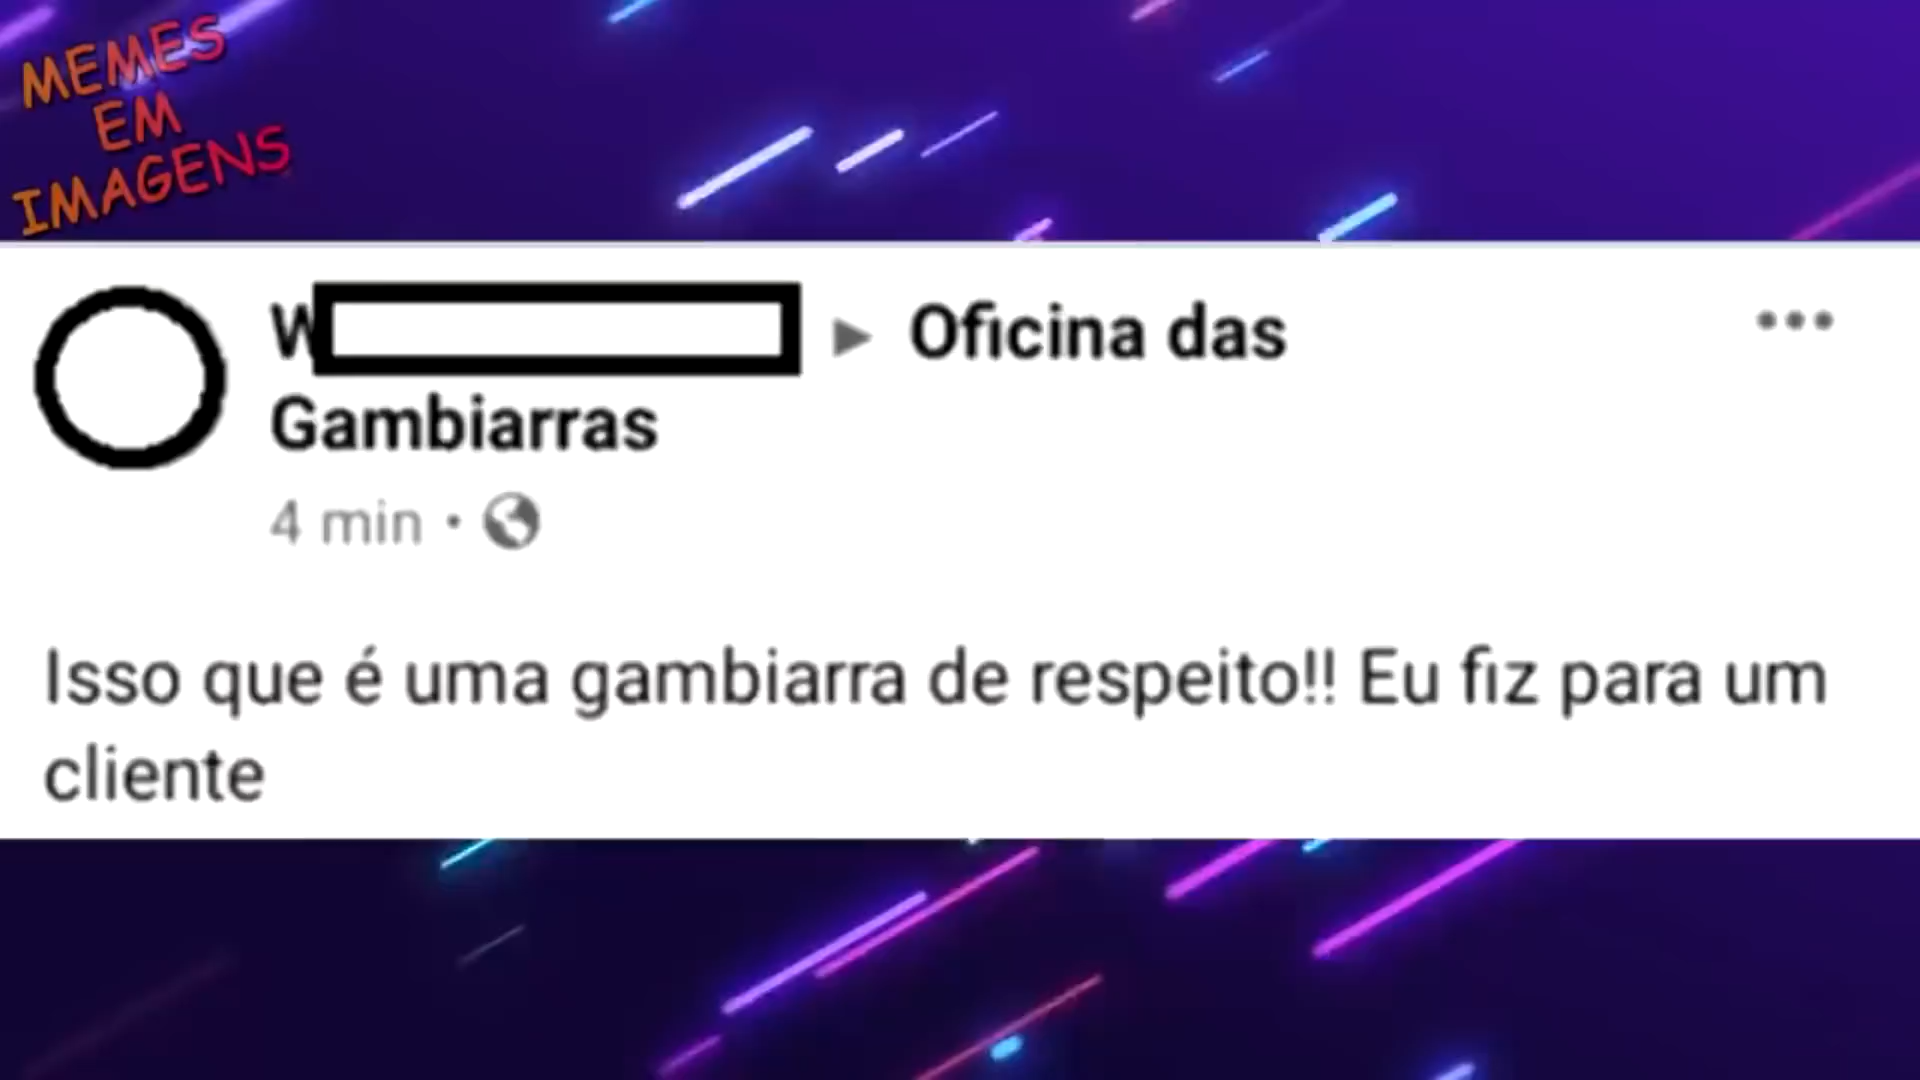 MEMES
EM
IMAGENS
W ▶ Oficina das
Gambiarras
4 min ·
Isso que é uma gambiarra de respeito!! Eu fiz para um
cliente